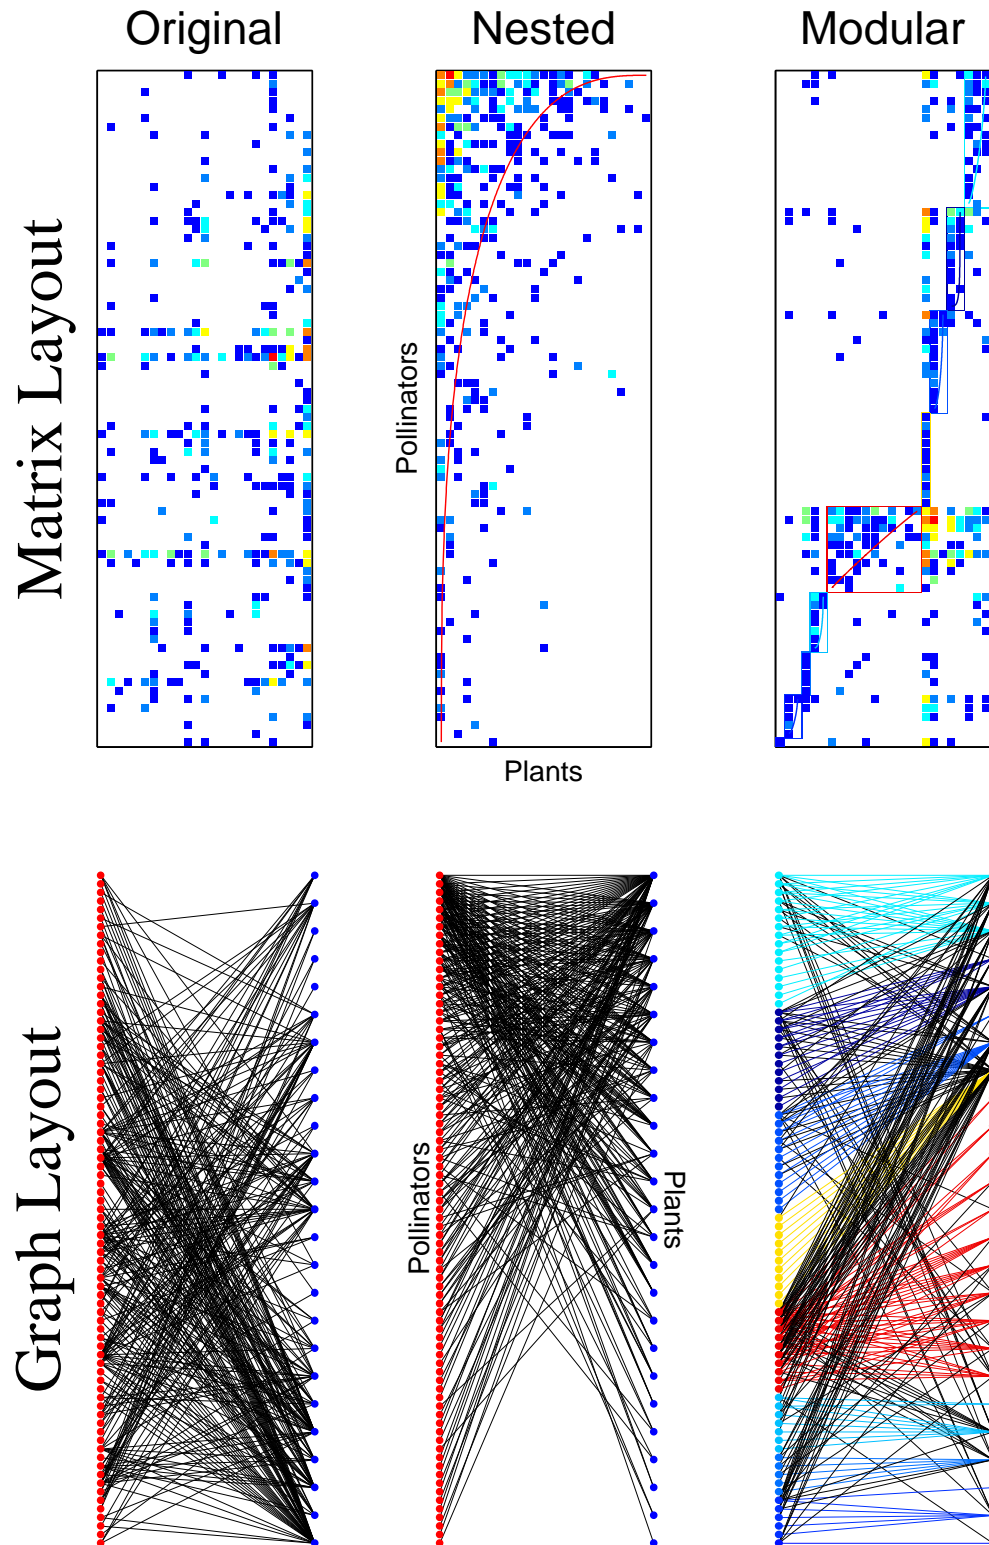 Original
Nested
Modular
Matrix Layout
Pollinators
Plants
Graph Layout
Pollinators
Plants